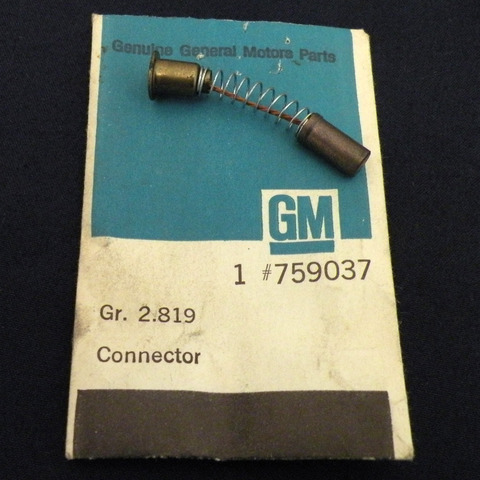 Genuine General Motors Parts
GM
1 #759037
Gr. 2.819
Connector